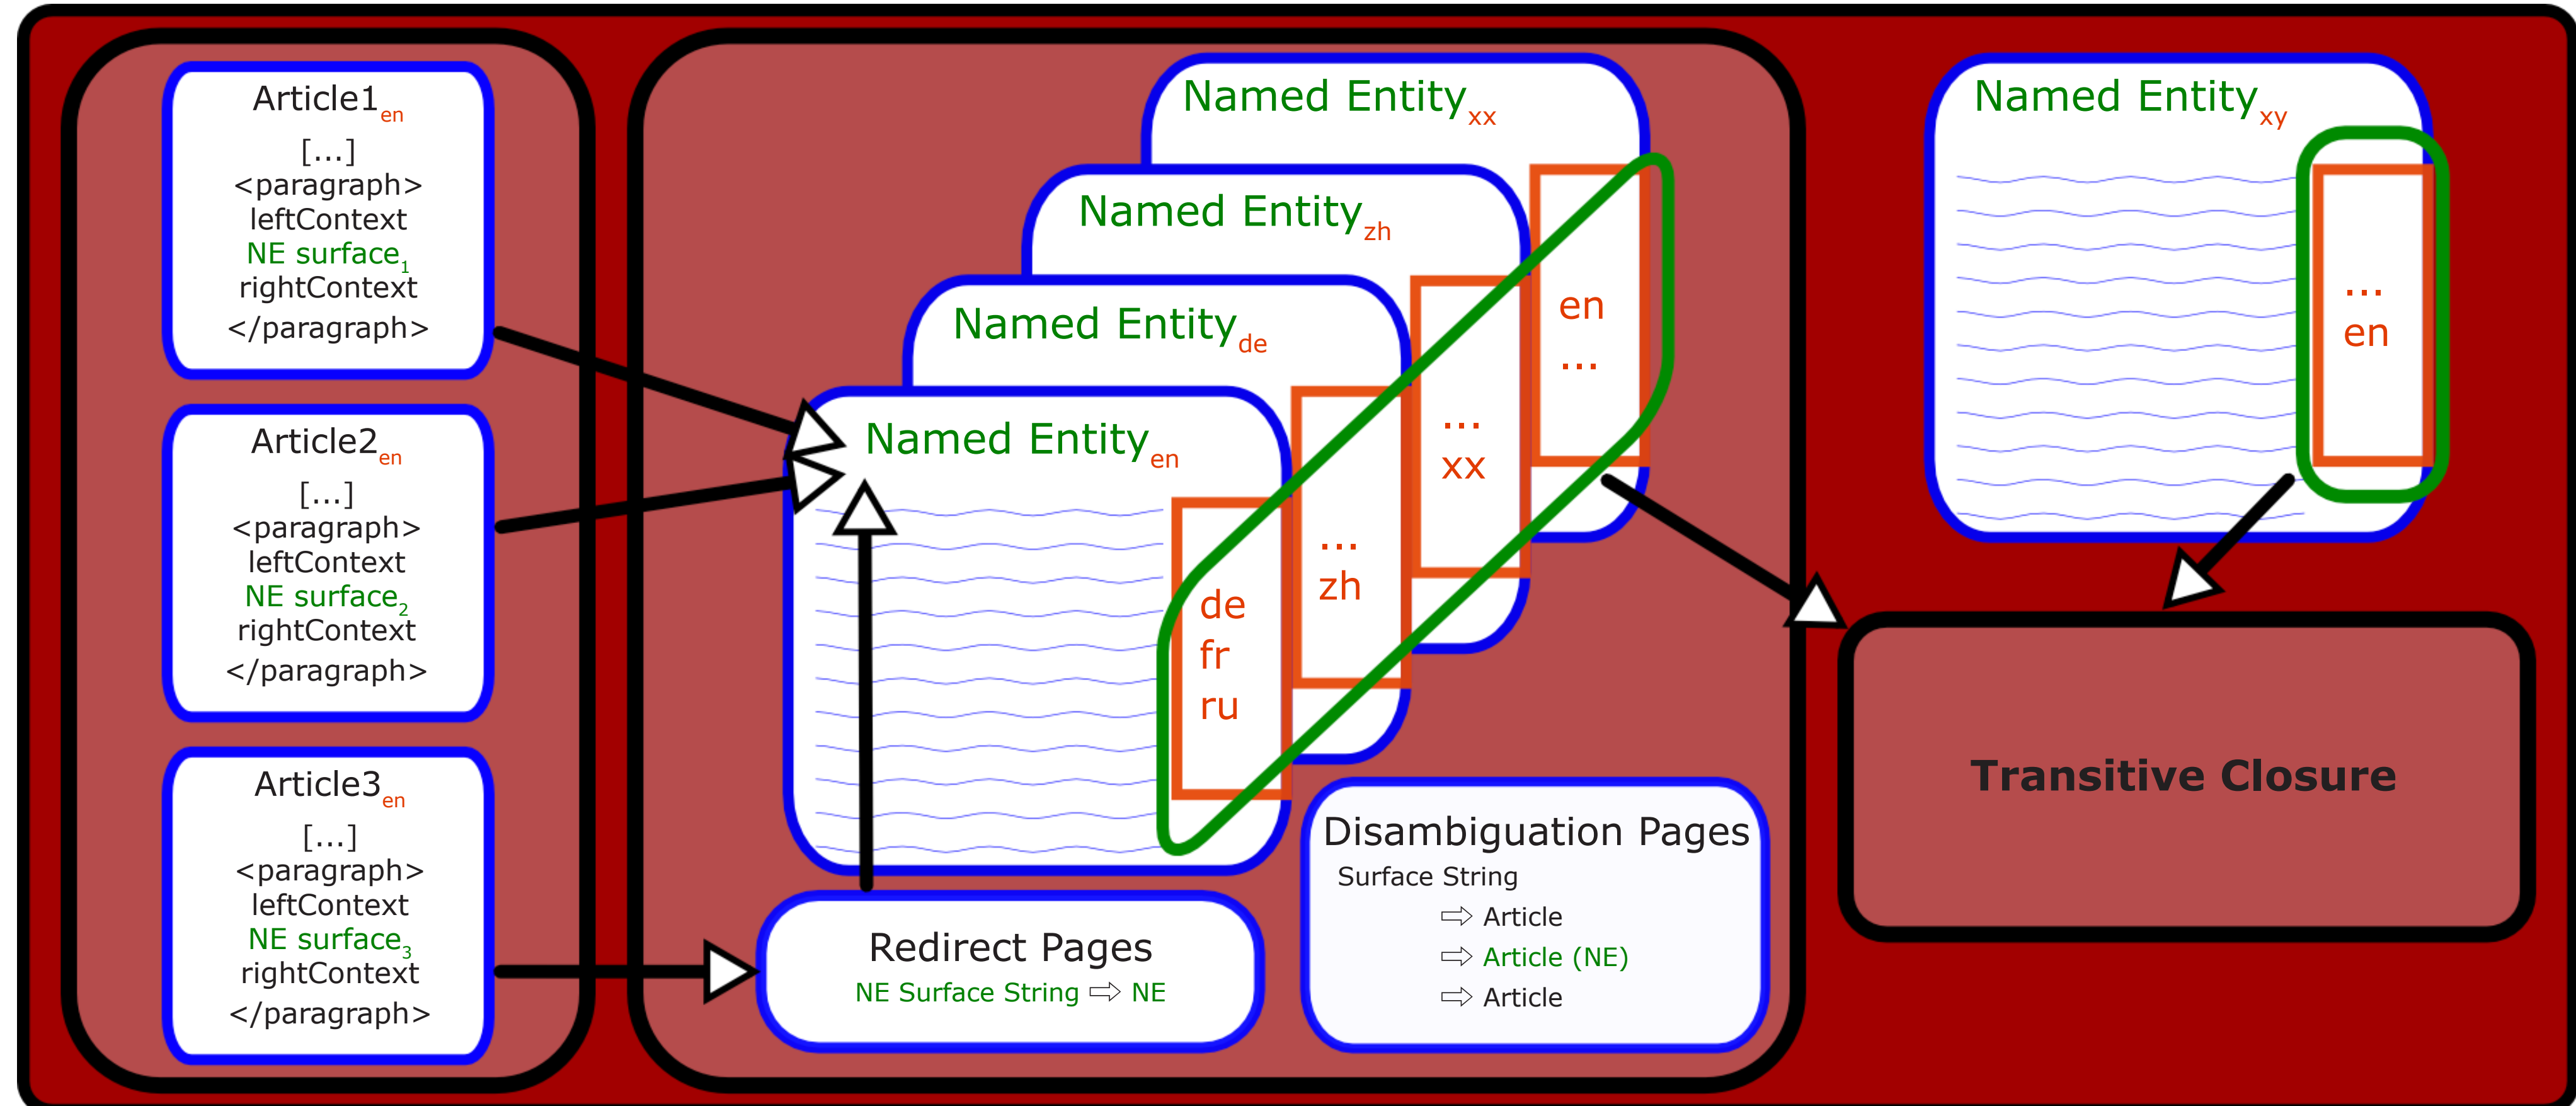 Article1en
[...]
<paragraph>
leftContext
NE surface1
rightContext
</paragraph>
Article2en
[...]
<paragraph>
leftContext
NE surface2
rightContext
</paragraph>
Article3en
[...]
<paragraph>
leftContext
NE surface3
rightContext
</paragraph>
Named Entityxx
en
...
Named Entityzh
...
xx
Named Entityde
...
zh
Named Entityen
de
fr
ru
Redirect Pages
NE Surface String ⇨ NE
Disambiguation Pages
Surface String
⇨ Article
⇨ Article (NE)
⇨ Article
Named Entityxy
...
en
Transitive Closure